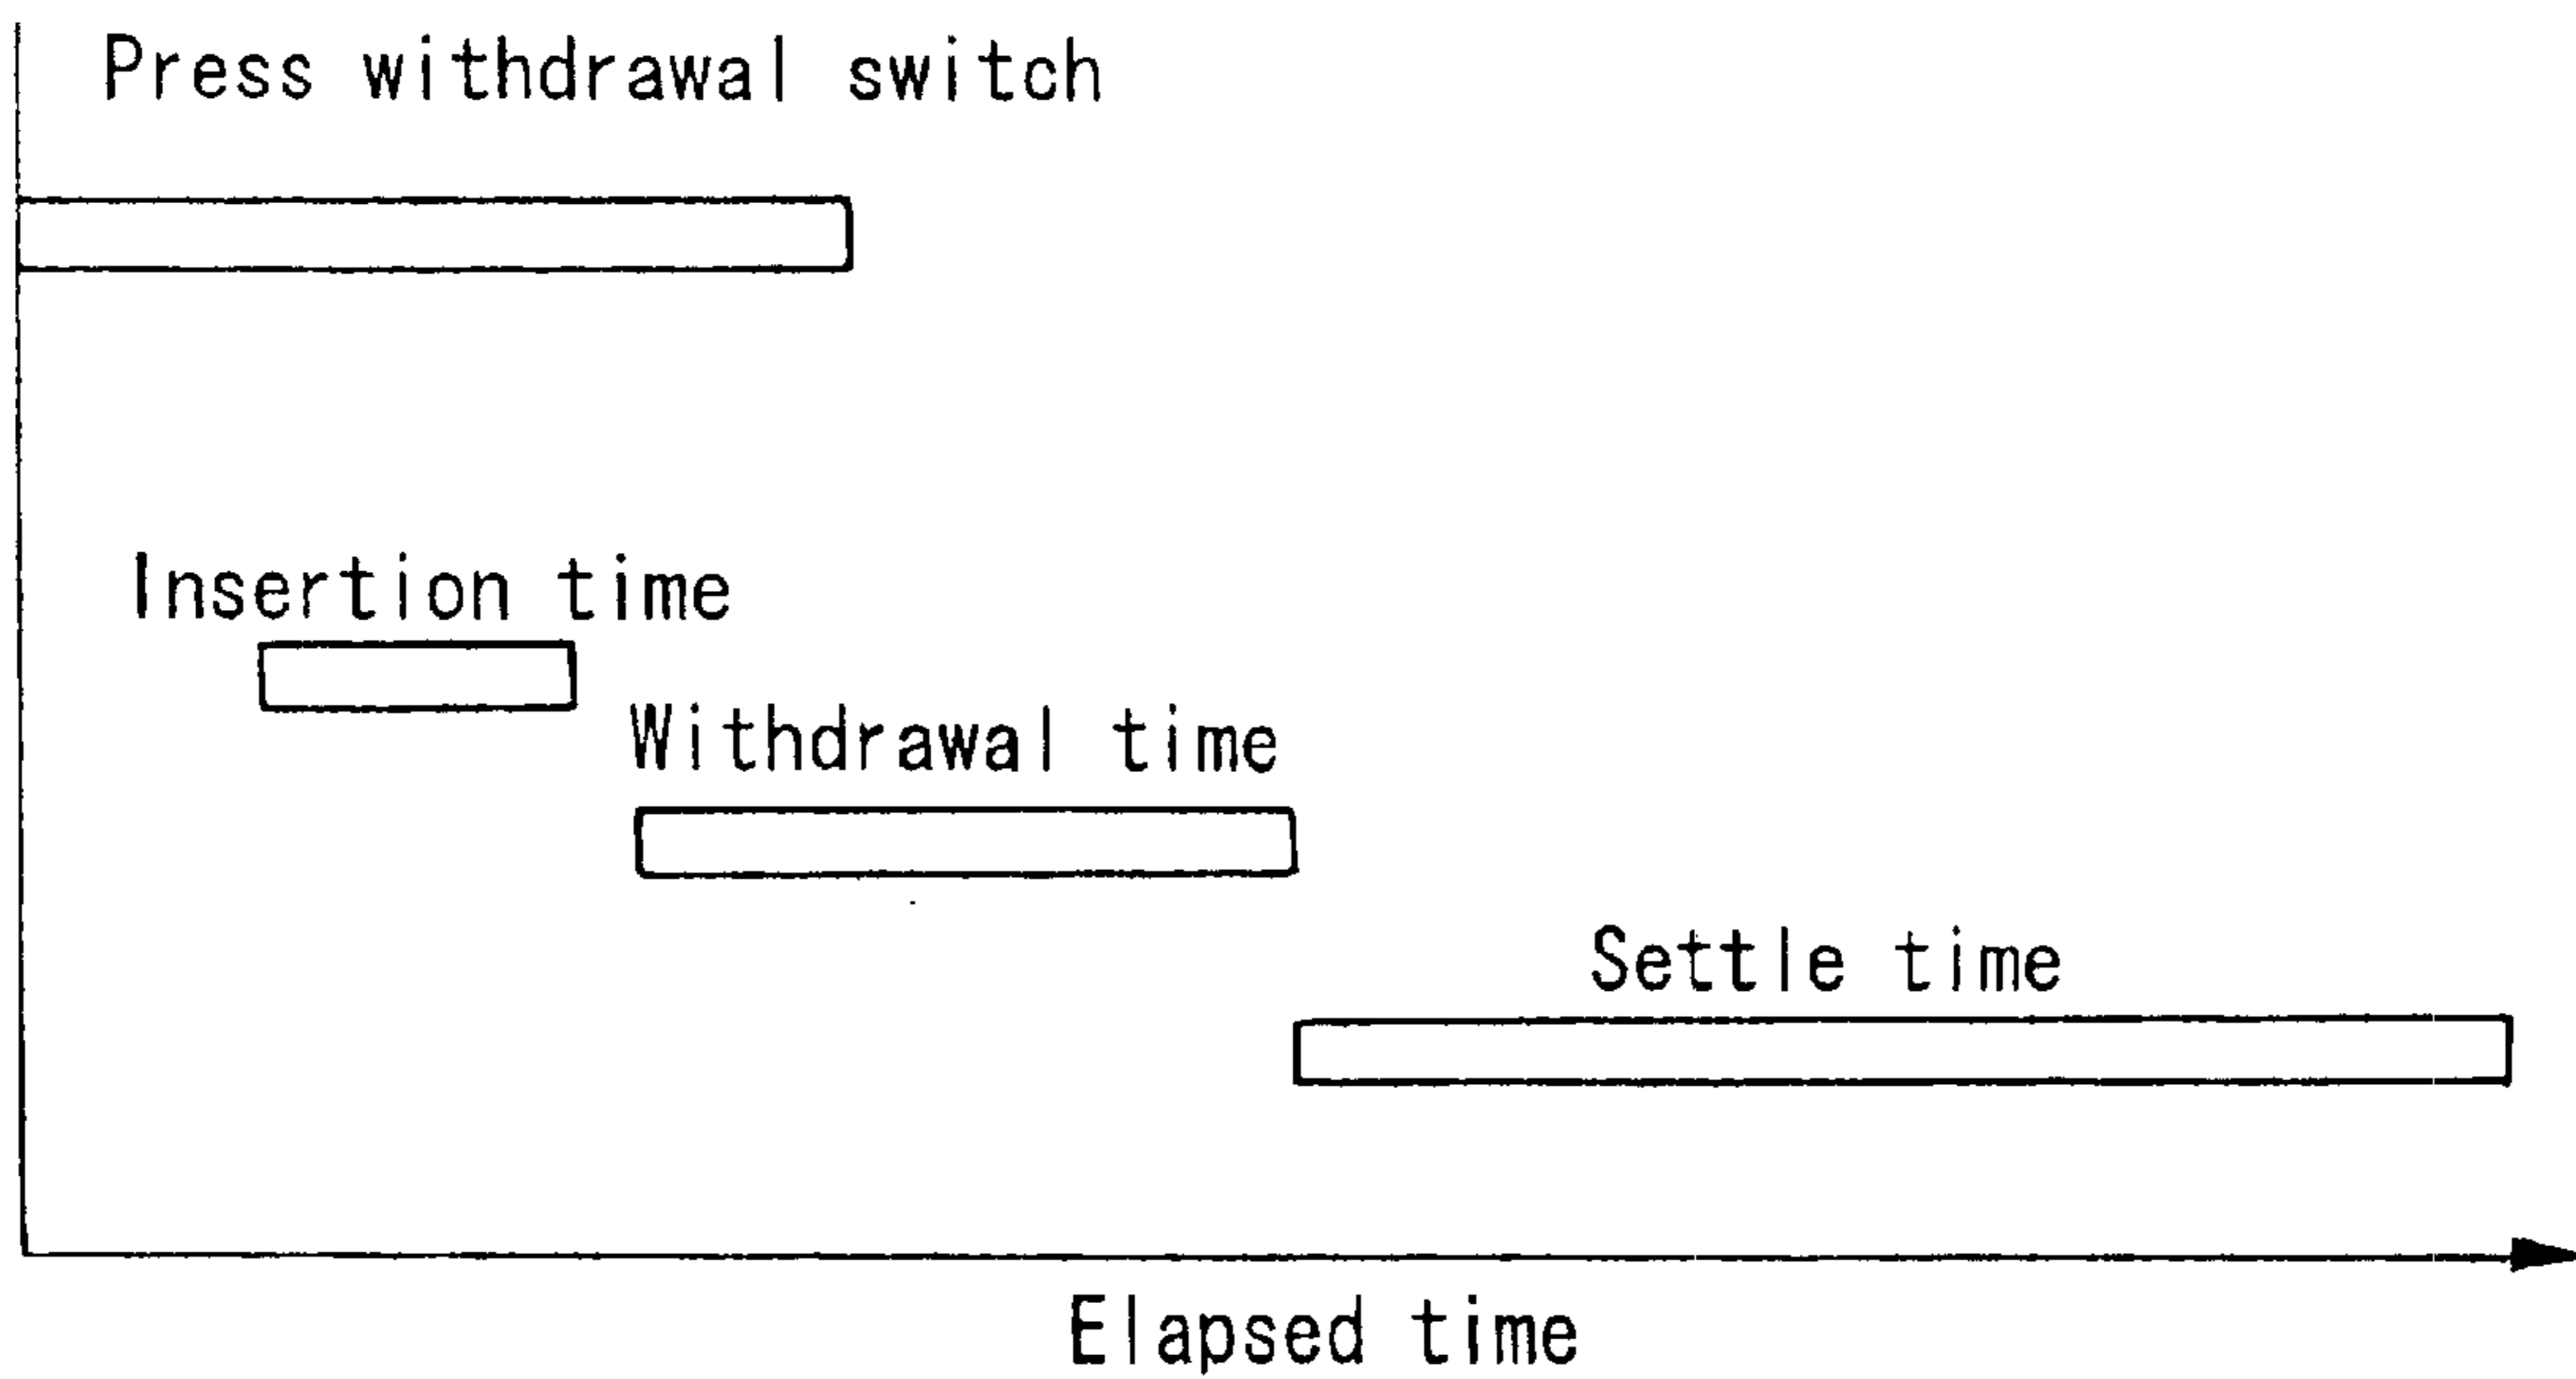 Press withdrawal switch
Insertion time
Withdrawal time
Settle time
Elapsed time